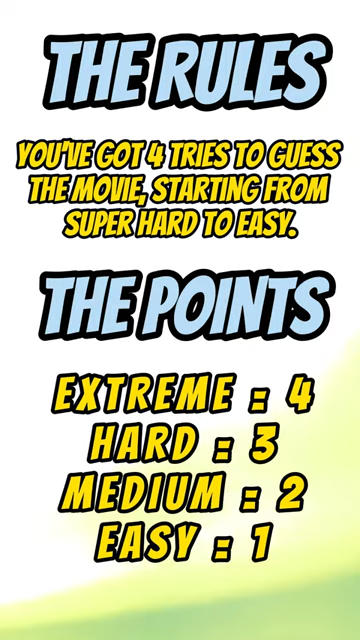 THE RULES
YOU'VE GOT 4 TRIES TO GUESS
THE MOVIE, STARTING FROM
SUPER HARD TO EASY.
THE POINTS
EXTREME = 4
HARD = 3
MEDIUM = 2
EASY = 1